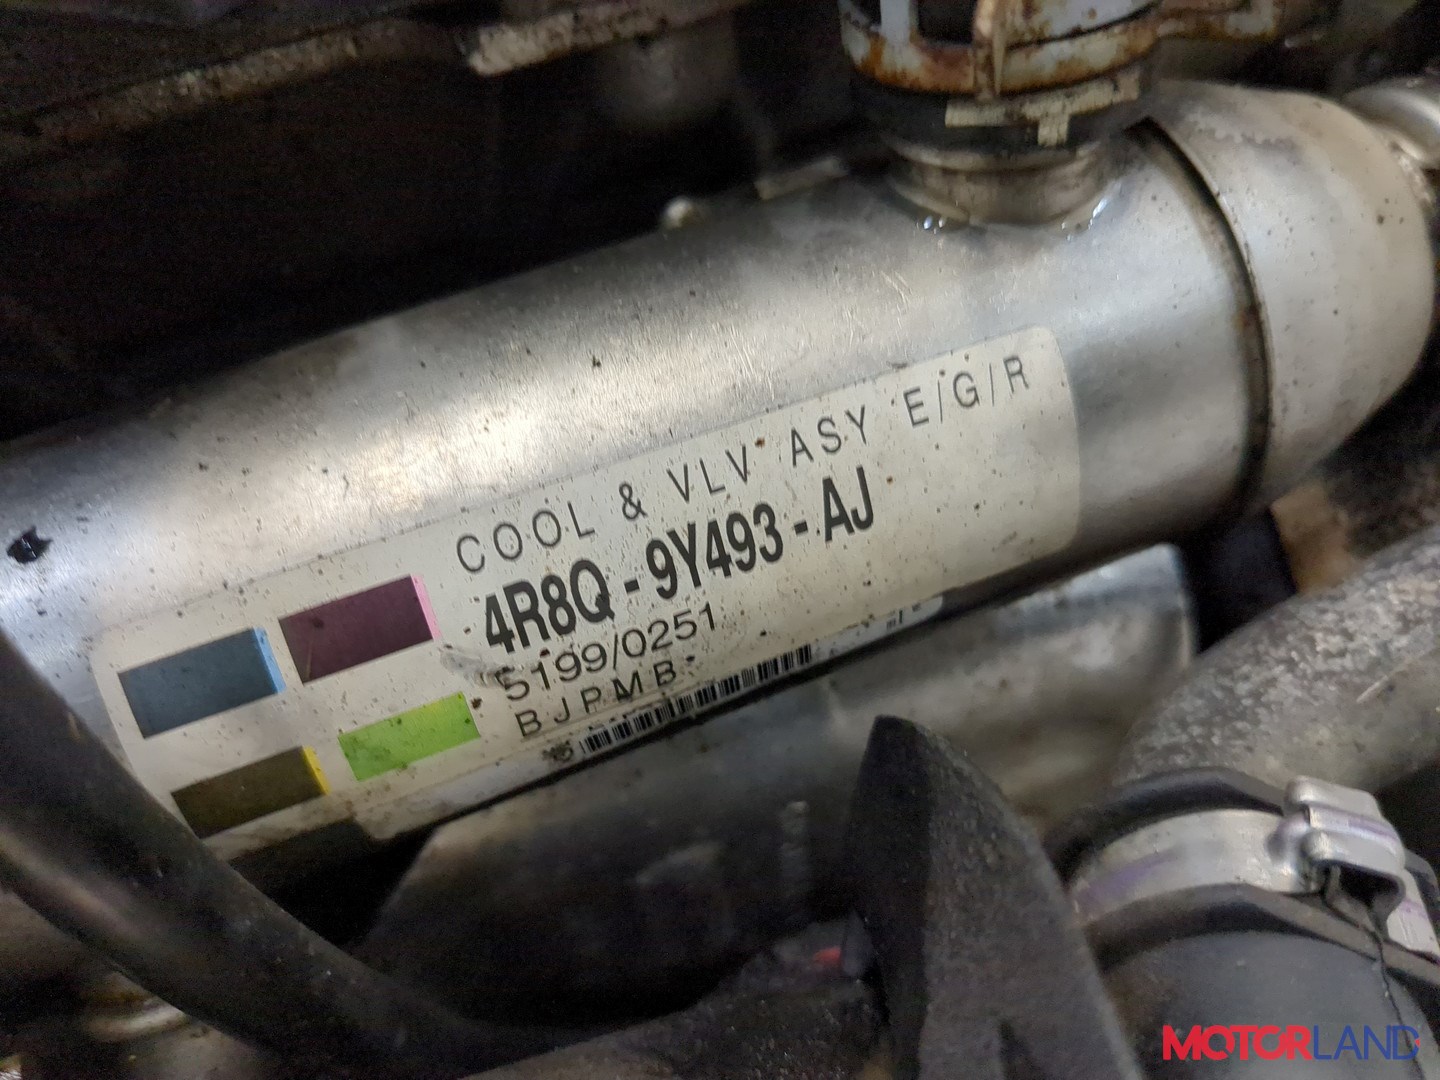 COOL & VLV ASY E/G/R
4R8Q-9Y493-AJ
5199/0251
BJPMB
MOTORLAND